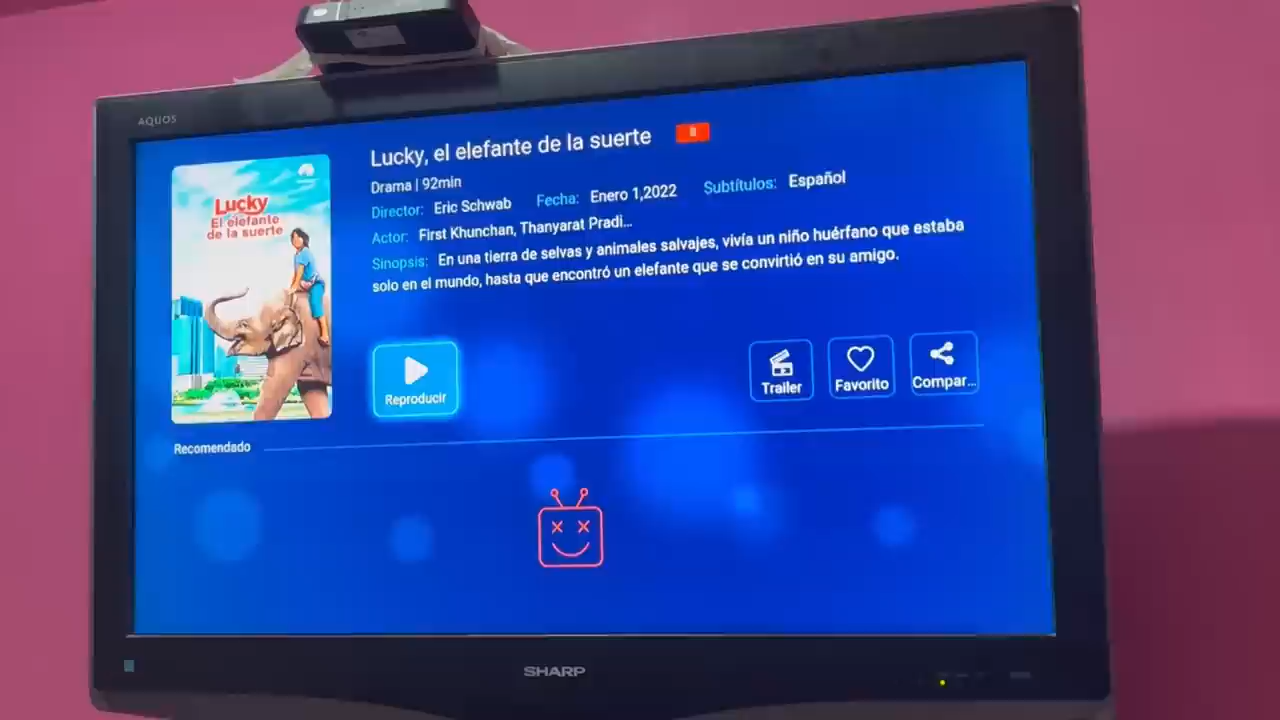 AQUOS
Lucky, el elefante de la suerte
Drama | 92min
Director: Eric Schwab Fecha: Enero 1,2022 Subtítulos: Español
Actor: First Khunchan, Thanyarat Pradi...
Sinopsis: En una tierra de selvas y animales salvajes, vivía un niño huérfano que estaba
solo en el mundo, hasta que encontró un elefante que se convirtió en su amigo.
Lucky
El elefante
de la suerte
Reproducir
Trailer
Favorito
Compar...
Recomendado
SHARP